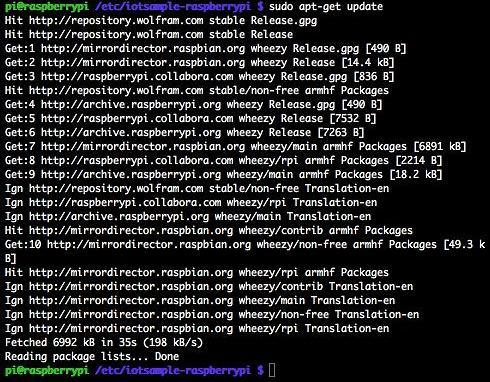 pi@raspberrypi /etc/iotsample-raspberrypi $ sudo apt-get update
Hit http://repository.wolfram.com stable Release.gpg
Hit http://repository.wolfram.com stable Release
Get:1 http://mirrordirector.raspbian.org wheezy Release.gpg [490 B]
Get:2 http://mirrordirector.raspbian.org wheezy Release [14.4 kB]
Get:3 http://raspberrypi.collabora.com wheezy Release.gpg [836 B]
Hit http://repository.wolfram.com stable/non-free armhf Packages
Get:4 http://archive.raspberrypi.org wheezy Release.gpg [490 B]
Get:5 http://raspberrypi.collabora.com wheezy Release [7532 B]
Get:6 http://archive.raspberrypi.org wheezy Release [7263 B]
Get:7 http://mirrordirector.raspbian.org wheezy/main armhf Packages [6891 kB]
Get:8 http://raspberrypi.collabora.com wheezy/rpi armhf Packages [2214 B]
Get:9 http://archive.raspberrypi.org wheezy/main armhf Packages [18.2 kB]
Ign http://repository.wolfram.com stable/non-free Translation-en
Ign http://raspberrypi.collabora.com wheezy/rpi Translation-en
Ign http://archive.raspberrypi.org wheezy/main Translation-en
Hit http://mirrordirector.raspbian.org wheezy/contrib armhf Packages
Get:10 http://mirrordirector.raspbian.org wheezy/non-free armhf Packages [49.3 k
B]
Hit http://mirrordirector.raspbian.org wheezy/rpi armhf Packages
Ign http://mirrordirector.raspbian.org wheezy/contrib Translation-en
Ign http://mirrordirector.raspbian.org wheezy/main Translation-en
Ign http://mirrordirector.raspbian.org wheezy/non-free Translation-en
Ign http://mirrordirector.raspbian.org wheezy/rpi Translation-en
Fetched 6992 kB in 35s (198 kB/s)
Reading package lists... Done
pi@raspberrypi /etc/iotsample-raspberrypi $